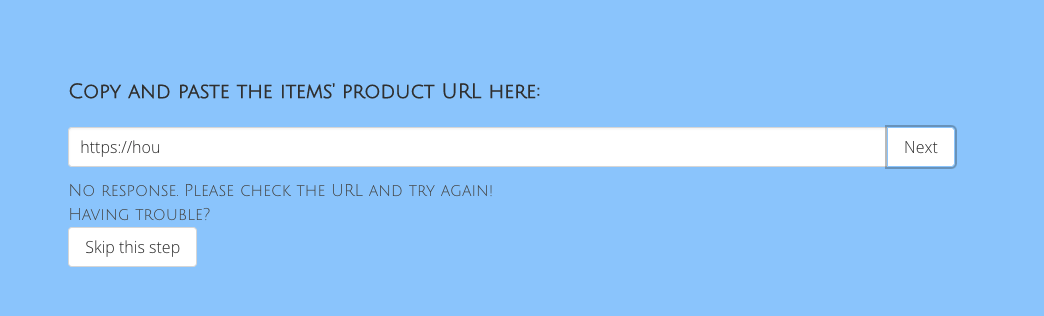 Copy and paste the items' product URL here:
https://hou
Next
No response. Please check the URL and try again!
Having trouble?
Skip this step